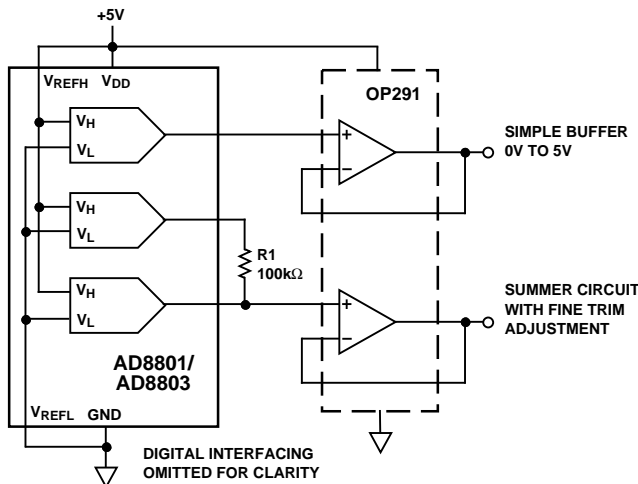 +5V
VREFH VDD
OP291
VH
VL
+
−
SIMPLE BUFFER
0V TO 5V
VH
VL
R1
100kΩ
VH
VL
+
−
SUMMER CIRCUIT
WITH FINE TRIM
ADJUSTMENT
AD8801/
AD8803
VREFL GND
DIGITAL INTERFACING
OMITTED FOR CLARITY